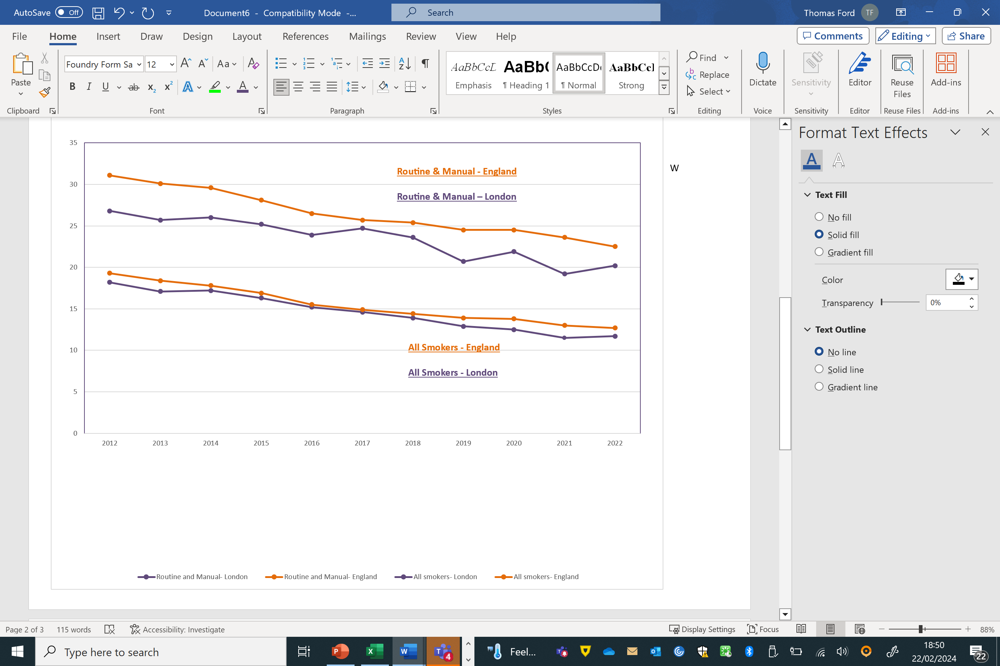 AutoSave Off Document6 - Compatibility Mode -... Search Thomas Ford TF
File Home Insert Draw Design Layout References Mailings Review View Help Comments Editing Share
Paste
Clipboard
Foundry Form Sa 12
Font
Paragraph
AaBbCcL AaBb( AaBbCcD AaBbCcl
Emphasis ¶ Heading 1 ¶ Normal Strong
Styles
Find
Replace
Select
Editing
Dictate
Voice
Sensitivity
Sensitivity
Editor
Editor
Reuse
Files
Reuse Files
Add-ins
Add-ins
35
30
25
20
15
10
5
0
Routine & Manual - England
Routine & Manual – London
All Smokers - England
All Smokers - London
2012 2013 2014 2015 2016 2017 2018 2019 2020 2021 2022
Routine and Manual- London Routine and Manual- England All smokers- London All smokers- England
W
Format Text Effects
Text Fill
No fill
Solid fill
Gradient fill
Color
Transparency 0%
Text Outline
No line
Solid line
Gradient line
Page 2 of 3 115 words Accessibility: Investigate Display Settings Focus 88%
Type here to search Feel... 18:50
22/02/2024
22